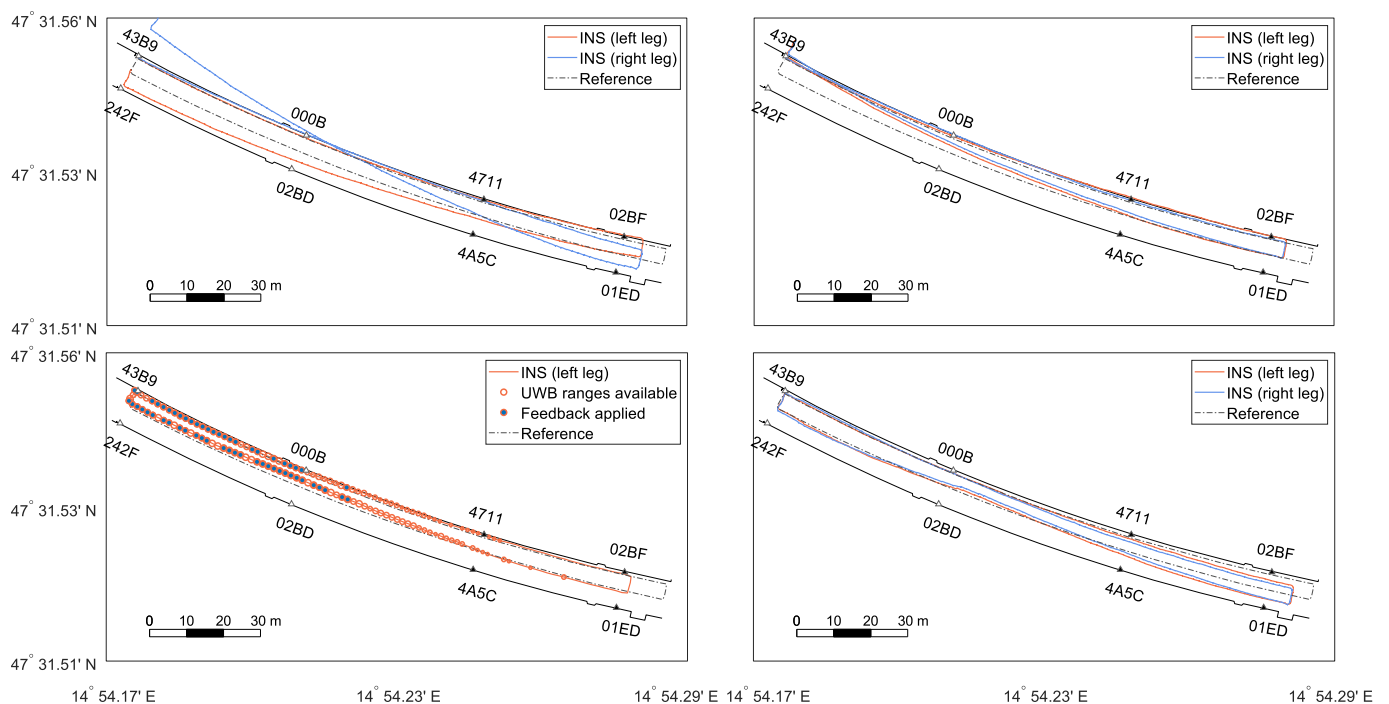 47° 31.56' N
47° 31.53' N
47° 31.51' N
43B9
242F
000B
02BD
4711
4A5C
02BF
01ED
0 10 20 30 m
INS (left leg)
INS (right leg)
Reference
43B9
242F
000B
02BD
4711
4A5C
02BF
01ED
0 10 20 30 m
INS (left leg)
INS (right leg)
Reference
47° 31.56' N
47° 31.53' N
47° 31.51' N
43B9
242F
000B
02BD
4711
4A5C
02BF
01ED
0 10 20 30 m
INS (left leg)
UWB ranges available
Feedback applied
Reference
43B9
242F
000B
02BD
4711
4A5C
02BF
01ED
0 10 20 30 m
INS (left leg)
INS (right leg)
Reference
14° 54.17' E 14° 54.23' E 14° 54.29' E 14° 54.17' E 14° 54.23' E 14° 54.29' E